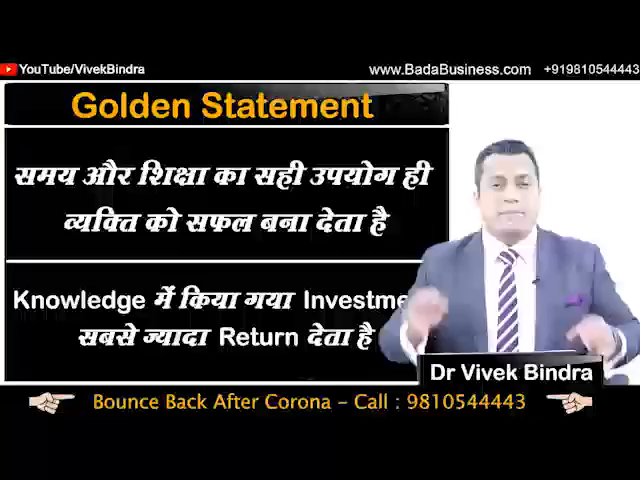 YouTube/VivekBindra
www.BadaBusiness.com
+919810544443
Golden Statement
समय और शिक्षा का सही उपयोग ही
व्यक्ति को सफल बना देता है
Knowledge में किया गया
सबसे ज्यादा Return देता है
Dr Vivek Bindra
Bounce Back After Corona – Call : 9810544443